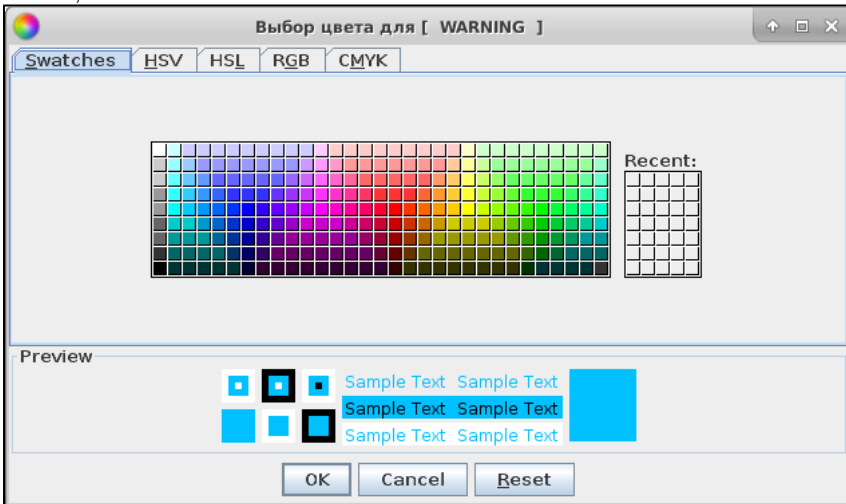 Выбор цвета для [ WARNING ]
Swatches HSV HSL RGB CMYK
Recent:
Preview
Sample Text Sample Text
Sample Text Sample Text
Sample Text Sample Text
OK Cancel Reset